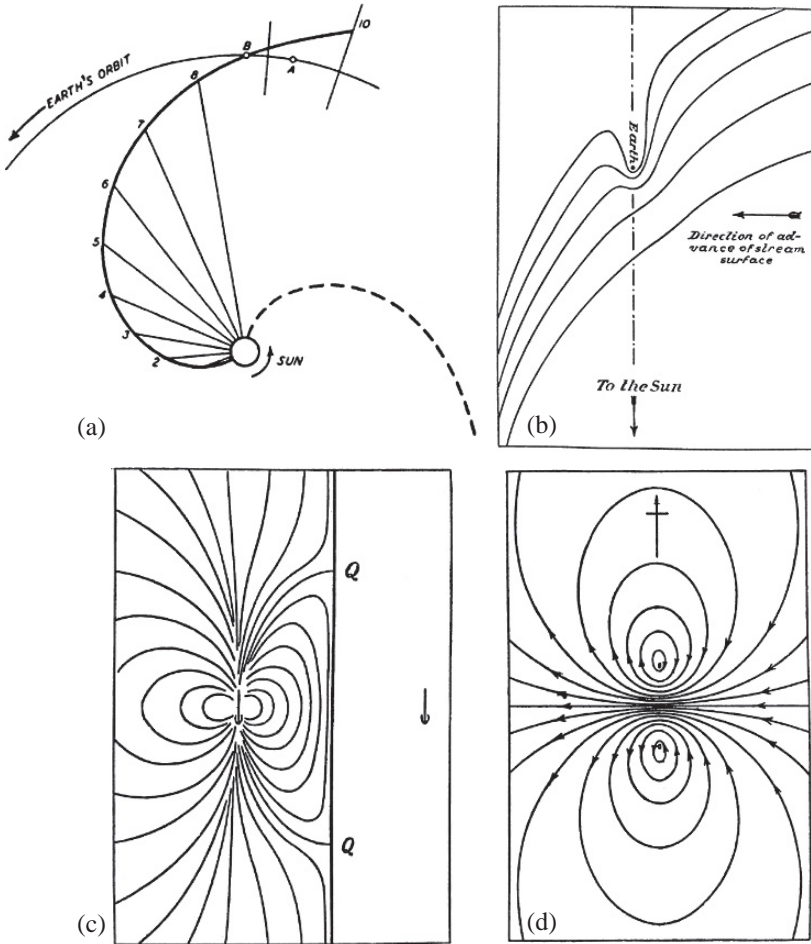 10
B
A
8
EARTH'S ORBIT
7
6
5
4
3
2
SUN
(a)
Earth
Direction of ad-
vance of stream
surface
To the Sun
(b)
Q
Q
(c)
(d)